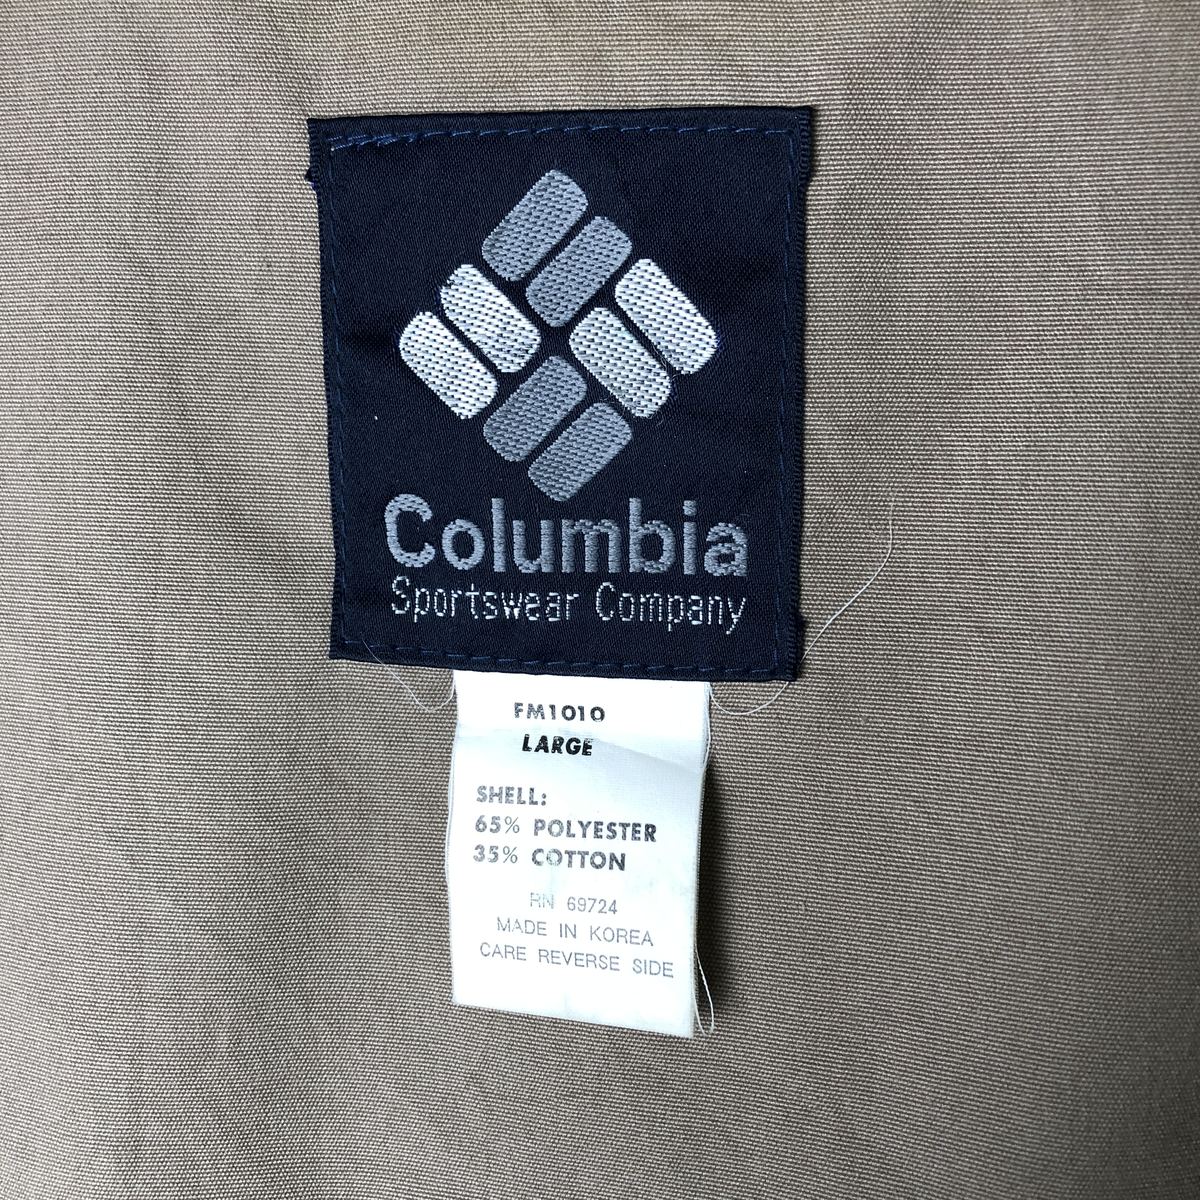 Columbia
Sportswear Company
FM1010
LARGE
SHELL:
65% POLYESTER
35% COTTON
RN 69724
MADE IN KOREA
CARE REVERSE SIDE